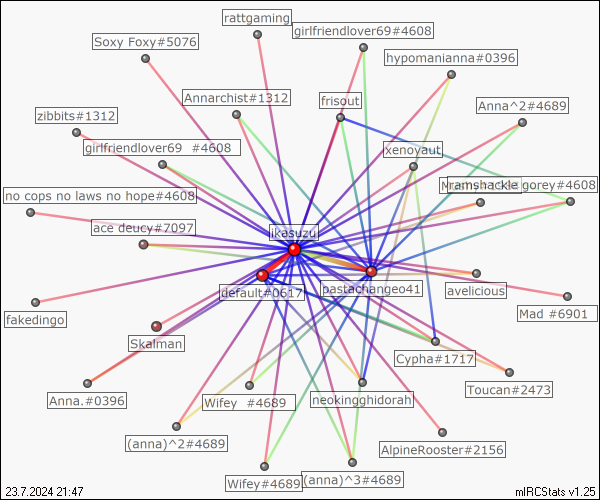 rattgaming
girlfriendlover69#4608
Soxy Foxy#5076
hypomanianna#0396
Annarchist#1312
frisout
Anna^2#4689
zibbits#1312
girlfriendlover69 #4608
xenoyaut
ramshackle gorey#4608
no cops no laws no hope#4608
ace deucy#7097
ikasuzu
default#0617
pastachangeo41
avelicious
Mad #6901
fakedingo
Skalman
Cypha#1717
Toucan#2473
Anna.#0396
Wifey #4689
neokingghidorah
(anna)^2#4689
AlpineRooster#2156
Wifey#4689
(anna)^3#4689
23.7.2024 21:47
mIRCStats v1.25